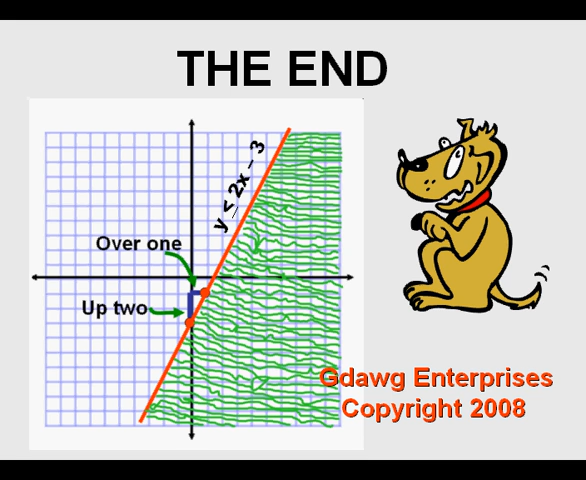 THE END
y ≤ 2x – 3
Over one
Up two
Gdawg Enterprises
Copyright 2008